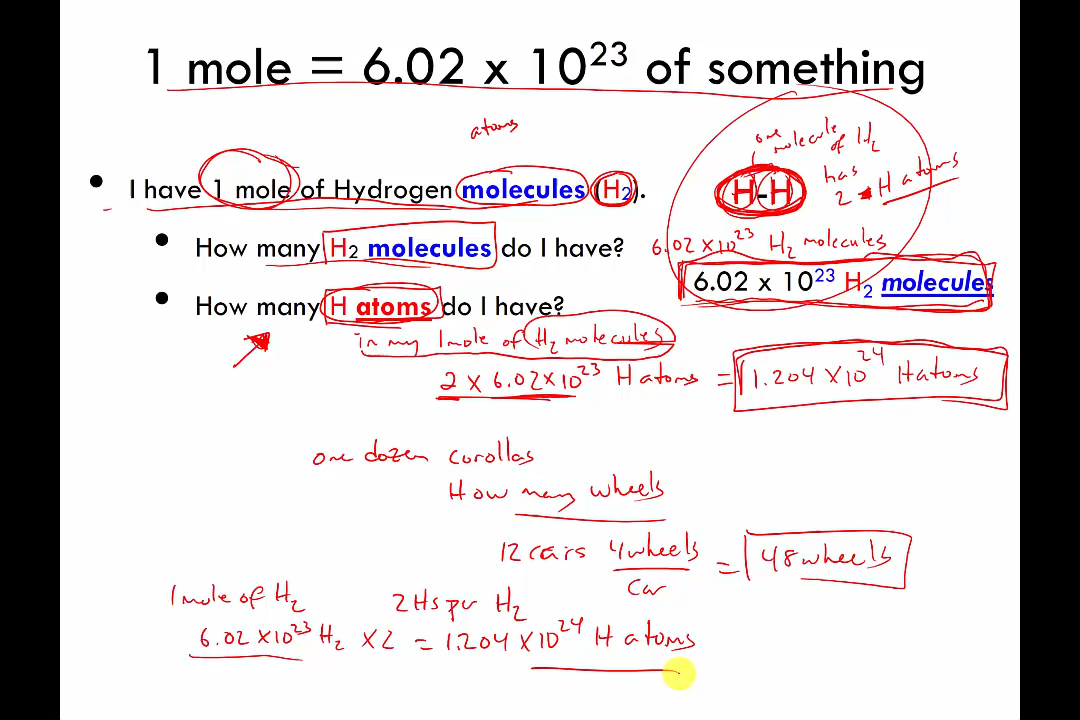 1 mole = 6.02 x 10²³ of something
atoms
one molecule of H₂
has 2 H atoms
H-H
• I have 1 mole of Hydrogen molecules (H₂).
• How many H₂ molecules do I have?
6.02 x 10²³ H₂ molecules
6.02 x 10²³ H₂ molecules
• How many H atoms do I have?
in my 1 mole of H₂ molecules
2 x 6.02 x 10²³ H atoms = 1.204 x 10²⁴ H atoms
one dozen corollas
How many wheels
12 cars 4 wheels = 48 wheels
car
1 mole of H₂ 2 Hs per H₂
6.02 x 10²³ H₂ x 2 = 1.204 x 10²⁴ H atoms